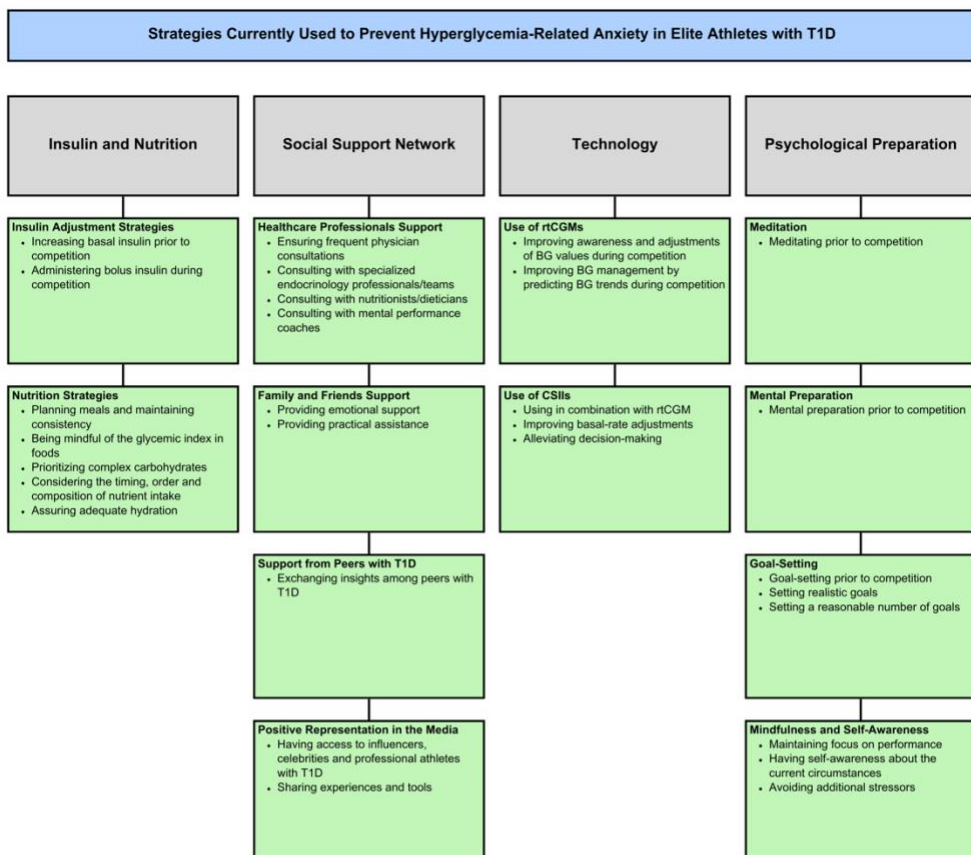 Strategies Currently Used to Prevent Hyperglycemia-Related Anxiety in Elite Athletes with T1D
Insulin and Nutrition
Insulin Adjustment Strategies
• Increasing basal insulin prior to
competition
• Administering bolus insulin during
competition
Nutrition Strategies
• Planning meals and maintaining
consistency
• Being mindful of the glycemic index in
foods
• Prioritizing complex carbohydrates
• Considering the timing, order and
composition of nutrient intake
• Assuring adequate hydration
Social Support Network
Healthcare Professionals Support
• Ensuring frequent physician
consultations
• Consulting with specialized
endocrinology professionals/teams
• Consulting with nutritionists/dieticians
• Consulting with mental performance
coaches
Family and Friends Support
• Providing emotional support
• Providing practical assistance
Support from Peers with T1D
• Exchanging insights among peers with
T1D
Positive Representation in the Media
• Having access to influencers,
celebrities and professional athletes
with T1D
• Sharing experiences and tools
Technology
Use of rtCGMs
• Improving awareness and adjustments
of BG values during competition
• Improving BG management by
predicting BG trends during competition
Use of CSIIs
• Using in combination with rtCGM
• Improving basal-rate adjustments
• Alleviating decision-making
Psychological Preparation
Meditation
• Meditating prior to competition
Mental Preparation
• Mental preparation prior to competition
Goal-Setting
• Goal-setting prior to competition
• Setting realistic goals
• Setting a reasonable number of goals
Mindfulness and Self-Awareness
• Maintaining focus on performance
• Having self-awareness about the
current circumstances
• Avoiding additional stressors